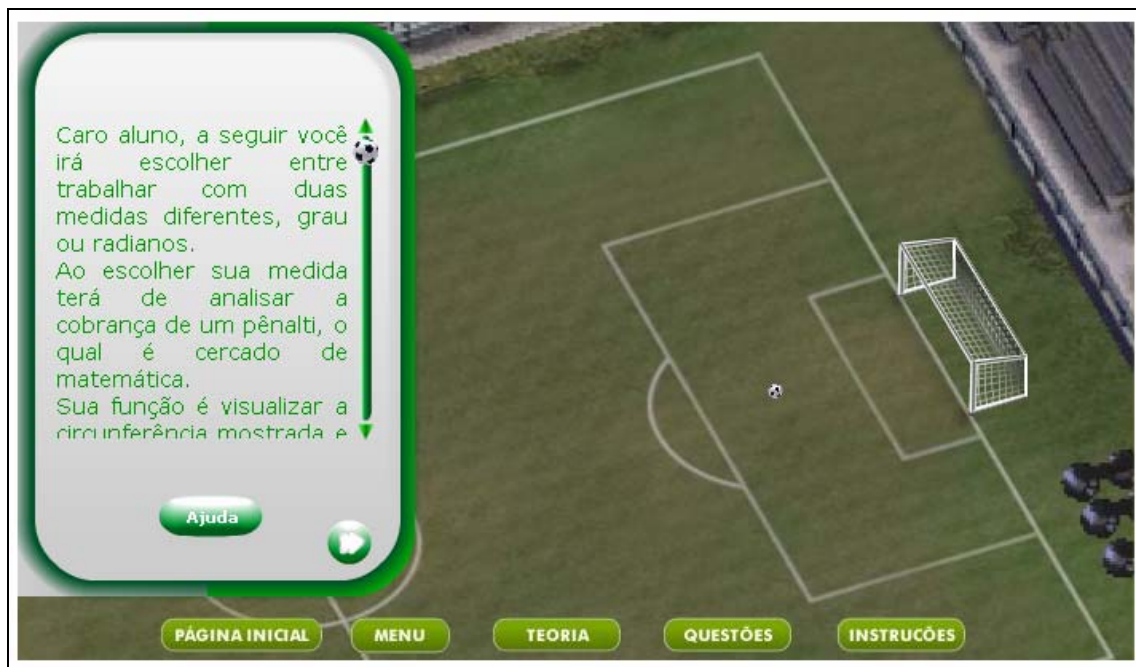 Caro aluno, a seguir você
irá escolher entre
trabalhar com duas
medidas diferentes, grau
ou radianos.
Ao escolher sua medida
terá de analisar a
cobrança de um pênalti, o
qual é cercado de
matemática.
Sua função é visualizar a
circunferência mostrada e
Ajuda
PÁGINA INICIAL
MENU
TEORIA
QUESTÕES
INSTRUCÕES